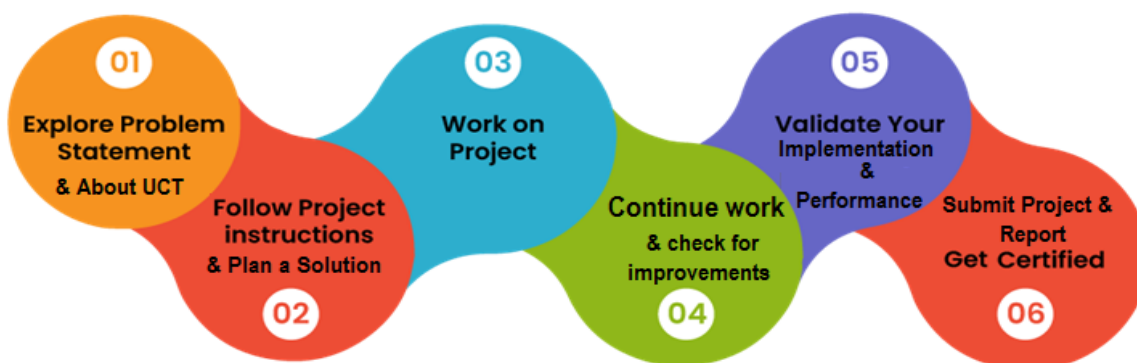 01
Explore Problem
Statement
& About UCT
Follow Project
instructions
& Plan a Solution
02
03
Work on
Project
Continue work
& check for
improvements
04
05
Validate Your
Implementation
&
Performance
Submit Project &
Report
Get Certified
06